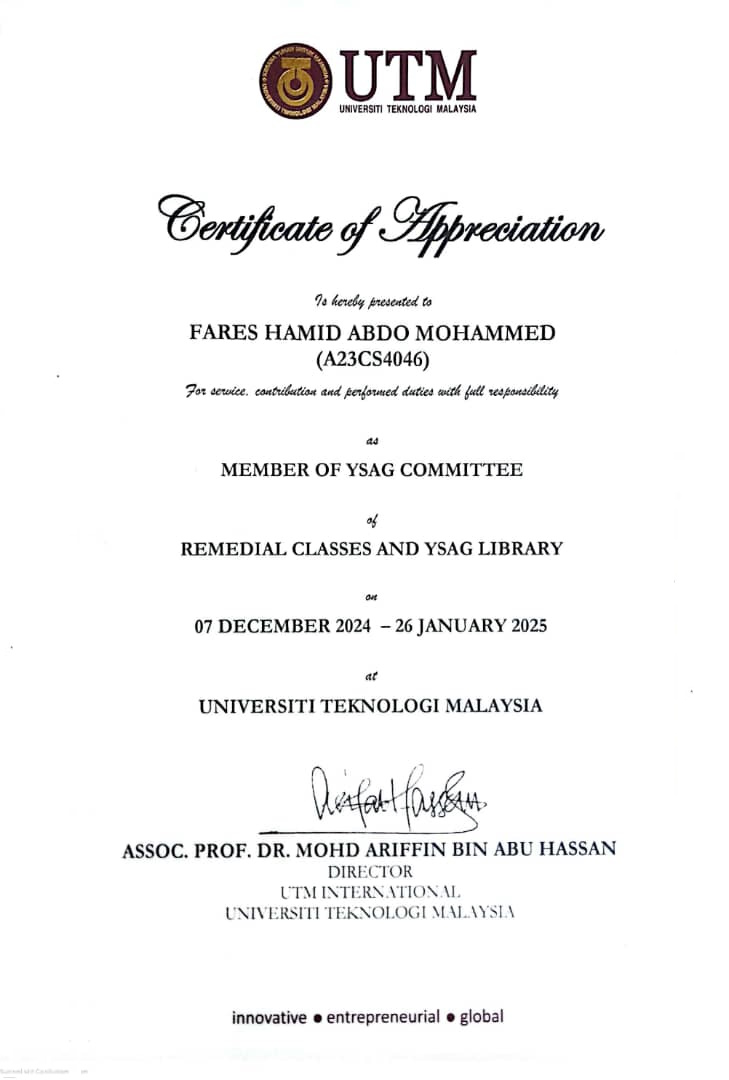 UTM
UNIVERSITI TEKNOLOGI MALAYSIA
Certificate of Appreciation
Is hereby presented to
FARES HAMID ABDO MOHAMMED
(A23CS4046)
For service, contribution and performed duties with full responsibility
as
MEMBER OF YSAG COMMITTEE
of
REMEDIAL CLASSES AND YSAG LIBRARY
on
07 DECEMBER 2024 – 26 JANUARY 2025
at
UNIVERSITI TEKNOLOGI MALAYSIA
ASSOC. PROF. DR. MOHD ARIFFIN BIN ABU HASSAN
DIRECTOR
UTM INTERNATIONAL
UNIVERSITI TEKNOLOGI MALAYSIA
innovative ● entrepreneurial ● global